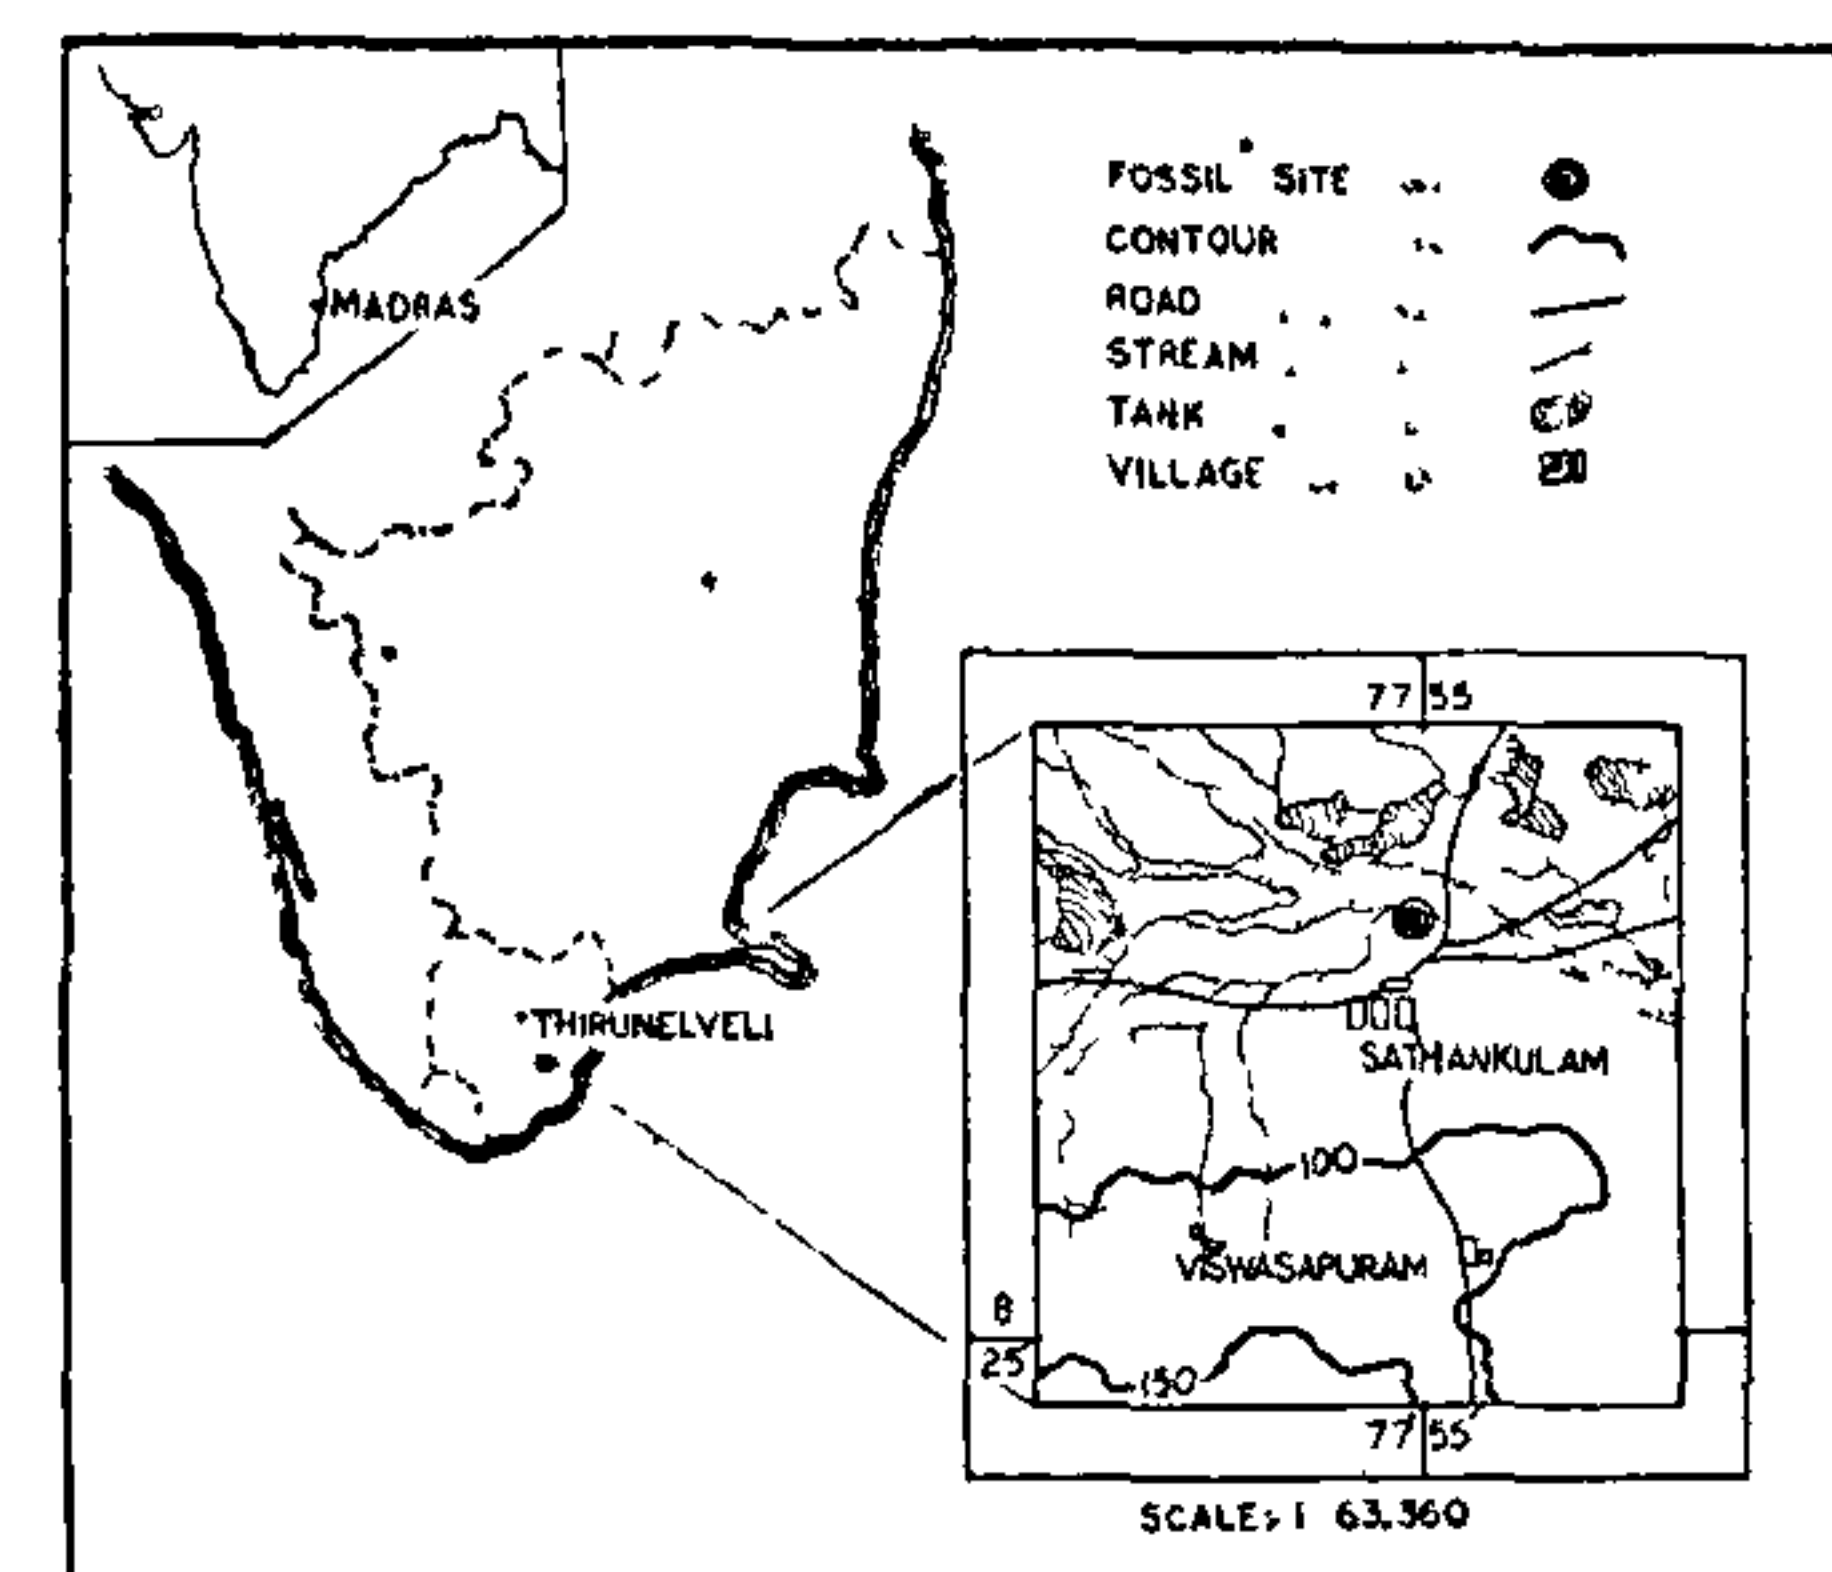 MADRAS
FOSSIL SITE
CONTOUR
ROAD
STREAM
TANK
VILLAGE
THIRUNELVELI
77 55
SATHANKULAM
100
VISWASAPURAM
8
25
150
77 55
SCALE: 1 63,360